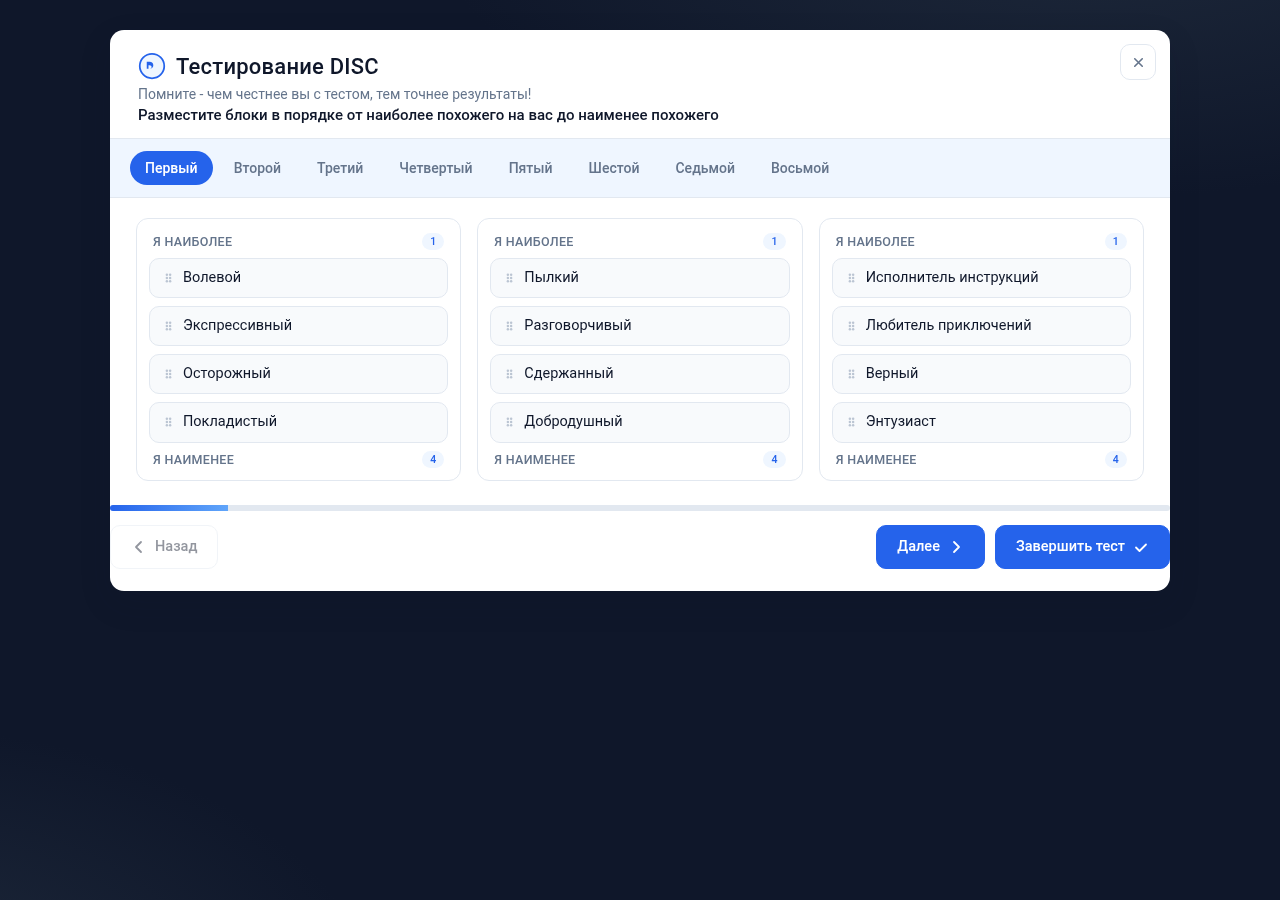 Тестирование DISC
Помните - чем честнее вы с тестом, тем точнее результаты!
Разместите блоки в порядке от наиболее похожего на вас до наименее похожего
Первый Второй Третий Четвертый Пятый Шестой Седьмой Восьмой
Я НАИБОЛЕЕ 1
Волевой
Экспрессивный
Осторожный
Покладистый
Я НАИМЕНЕЕ 4
Я НАИБОЛЕЕ 1
Пылкий
Разговорчивый
Сдержанный
Добродушный
Я НАИМЕНЕЕ 4
Я НАИБОЛЕЕ 1
Исполнитель инструкций
Любитель приключений
Верный
Энтузиаст
Я НАИМЕНЕЕ 4
Назад Далее Завершить тест